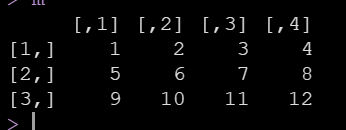 > m
[,1] [,2] [,3] [,4]
[1,] 1 2 3 4
[2,] 5 6 7 8
[3,] 9 10 11 12
>